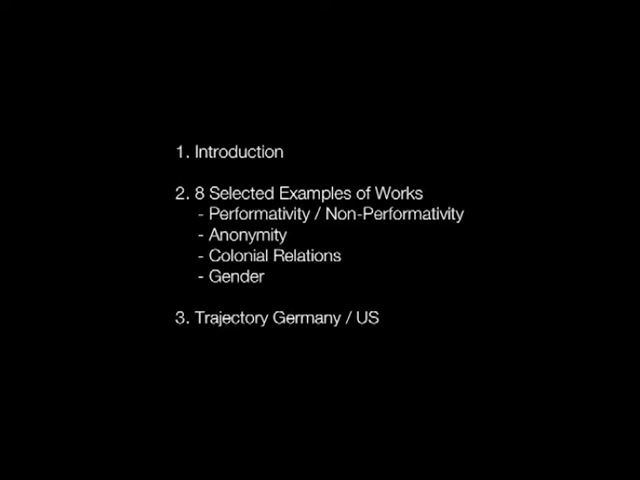 1. Introduction
2. 8 Selected Examples of Works
- Performativity / Non-Performativity
- Anonymity
- Colonial Relations
- Gender
3. Trajectory Germany / US